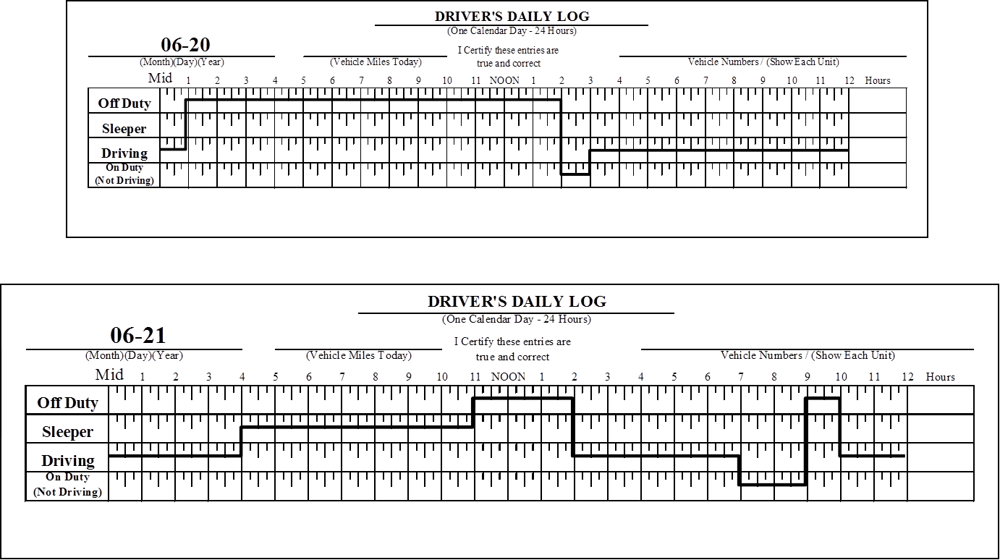 DRIVER'S DAILY LOG
(One Calendar Day - 24 Hours)
06-20
I Certify these entries are
(Month)(Day)(Year) (Vehicle Miles Today) true and correct Vehicle Numbers / (Show Each Unit)
Mid 1 2 3 4 5 6 7 8 9 10 11 NOON 1 2 3 4 5 6 7 8 9 10 11 12 Hours
Off Duty
Sleeper
Driving
On Duty
(Not Driving)
DRIVER'S DAILY LOG
(One Calendar Day - 24 Hours)
06-21
I Certify these entries are
(Month)(Day)(Year) (Vehicle Miles Today) true and correct Vehicle Numbers / (Show Each Unit)
Mid 1 2 3 4 5 6 7 8 9 10 11 NOON 1 2 3 4 5 6 7 8 9 10 11 12 Hours
Off Duty
Sleeper
Driving
On Duty
(Not Driving)